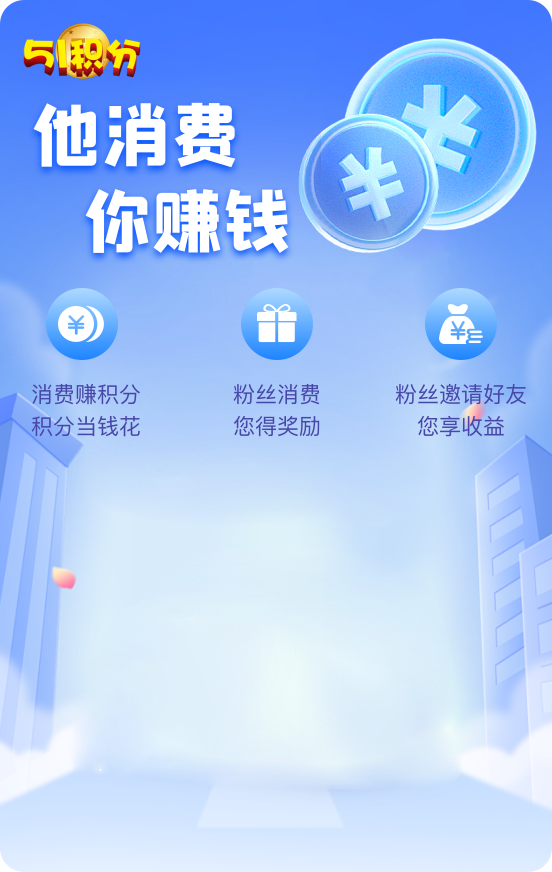 51积分
他消费
你赚钱
消费赚积分
积分当钱花
粉丝消费
您得奖励
粉丝邀请好友
您享收益